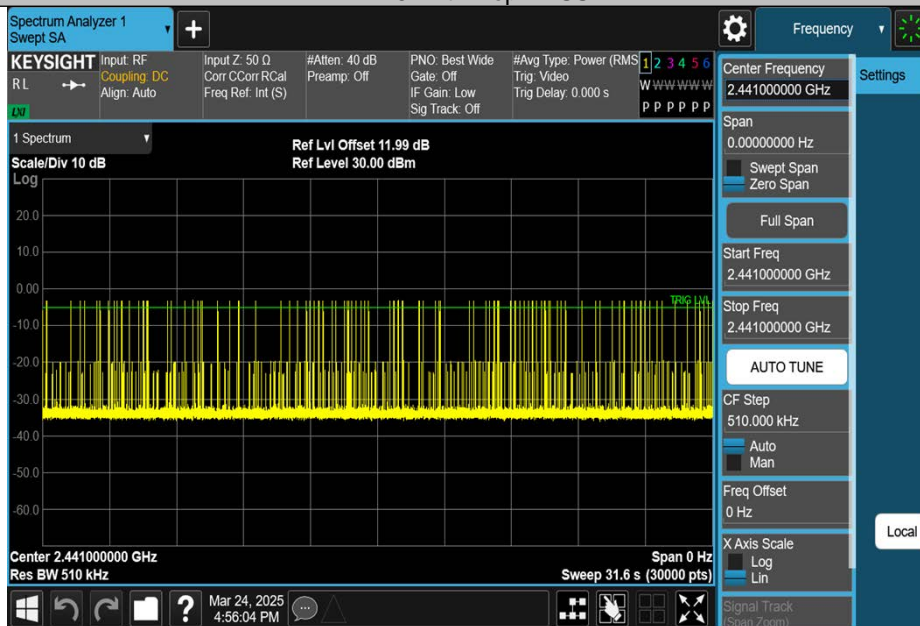 Spectrum Analyzer 1
Swept SA
Frequency
KEYSIGHT
R L
LXI
Input: RF
Coupling: DC
Align: Auto
Input Z: 50 Ω
Corr CCorr RCal
Freq Ref: Int (S)
#Atten: 40 dB
Preamp: Off
PNO: Best Wide
Gate: Off
IF Gain: Low
Sig Track: Off
#Avg Type: Power (RMS
Trig: Video
Trig Delay: 0.000 s
1 2 3 4 5 6
W W W W W W
P P P P P P
1 Spectrum
Scale/Div 10 dB
Log
Ref Lvl Offset 11.99 dB
Ref Level 30.00 dBm
20.0
10.0
0.00
TRIG LVL
-10.0
-20.0
-30.0
-40.0
-50.0
-60.0
Center 2.441000000 GHz
Res BW 510 kHz
Span 0 Hz
Sweep 31.6 s (30000 pts)
Center Frequency
2.441000000 GHz
Settings
Span
0.00000000 Hz
Swept Span
Zero Span
Full Span
Start Freq
2.441000000 GHz
Stop Freq
2.441000000 GHz
AUTO TUNE
CF Step
510.000 kHz
Auto
Man
Freq Offset
0 Hz
Local
X Axis Scale
Log
Lin
Signal Track
(Span Zoom)
?
Mar 24, 2025
4:56:04 PM